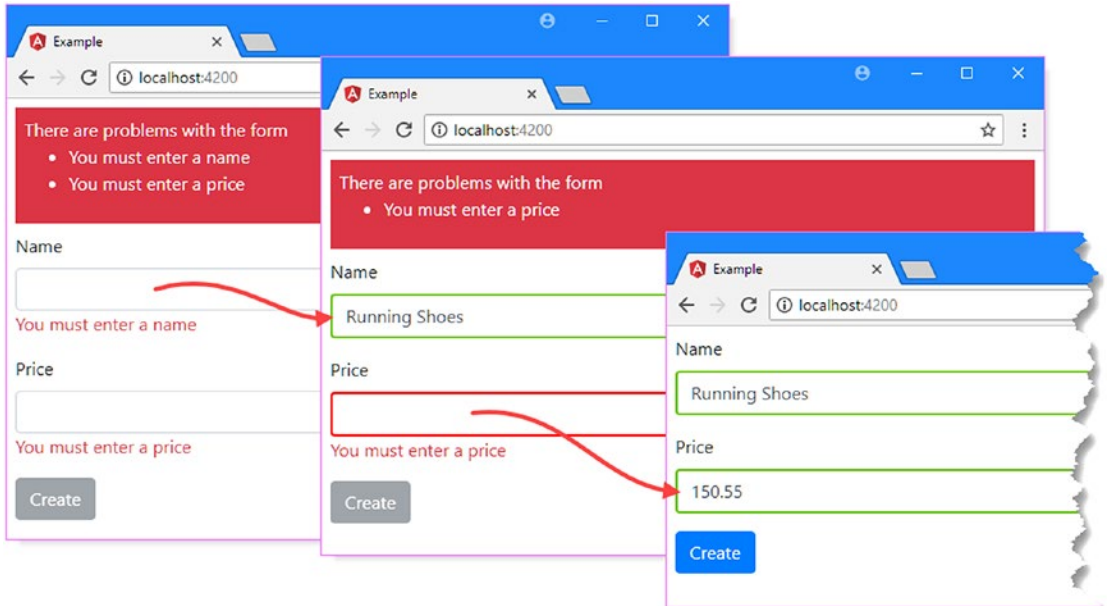 Example
localhost:4200
There are problems with the form
• You must enter a name
• You must enter a price
Name
You must enter a name
Price
You must enter a price
Create
Example
localhost:4200
There are problems with the form
• You must enter a price
Name
Running Shoes
Price
You must enter a price
Create
Example
localhost:4200
Name
Running Shoes
Price
150.55
Create